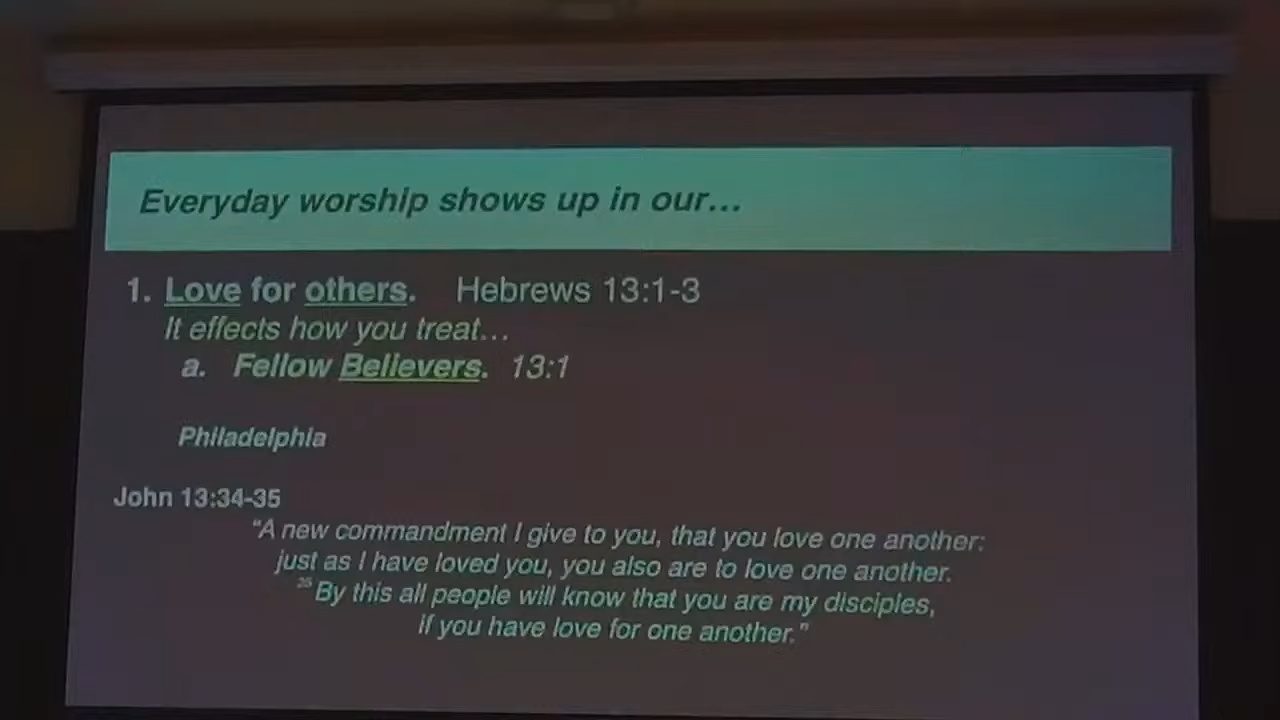 Everyday worship shows up in our...
1. Love for others. Hebrews 13:1-3
It effects how you treat...
a. Fellow Believers. 13:1
Philadelphia
John 13:34-35
“A new commandment I give to you, that you love one another:
just as I have loved you, you also are to love one another.
35 By this all people will know that you are my disciples,
if you have love for one another.”